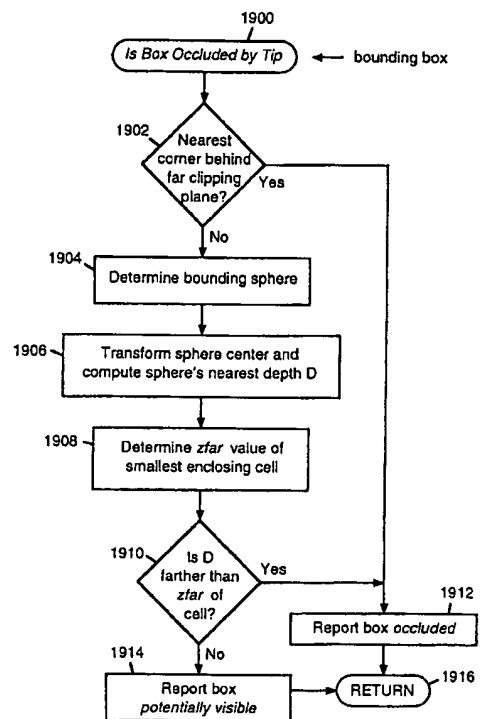 1900
Is Box Occluded by Tip
bounding box
1902
Nearest
corner behind
far clipping
plane?
Yes
No
1904
Determine bounding sphere
1906
Transform sphere center and
compute sphere's nearest depth D
1908
Determine zfar value of
smallest enclosing cell
1910
Is D
farther than
zfar of
cell?
Yes
1912
Report box occluded
No
1914
Report box
potentially visible
RETURN
1916